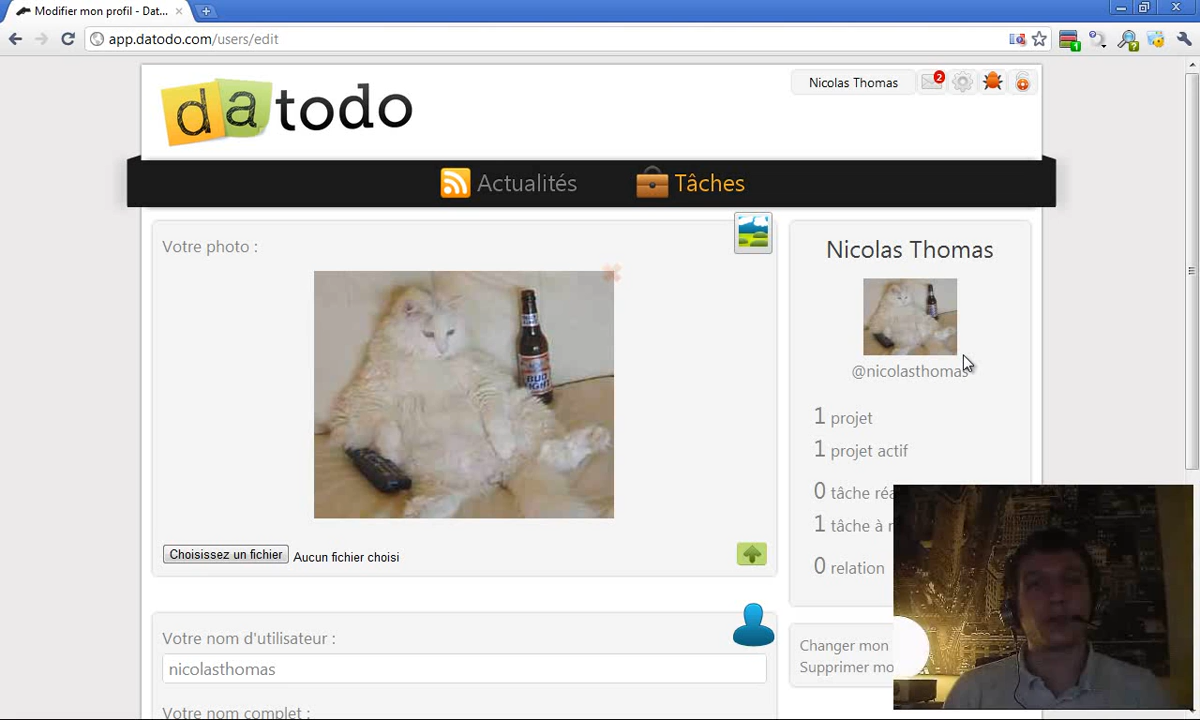 Modifier mon profil - Dat...
app.datodo.com/users/edit
datodo
Nicolas Thomas
2
Actualités
Tâches
Votre photo :
BUD
LIGHT
Choisissez un fichier
Aucun fichier choisi
Votre nom d'utilisateur :
nicolasthomas
Votre nom complet :
Nicolas Thomas
@nicolasthomas
1 projet
1 projet actif
0 tâche réa
1 tâche à r
0 relation
Changer mon
Supprimer mo